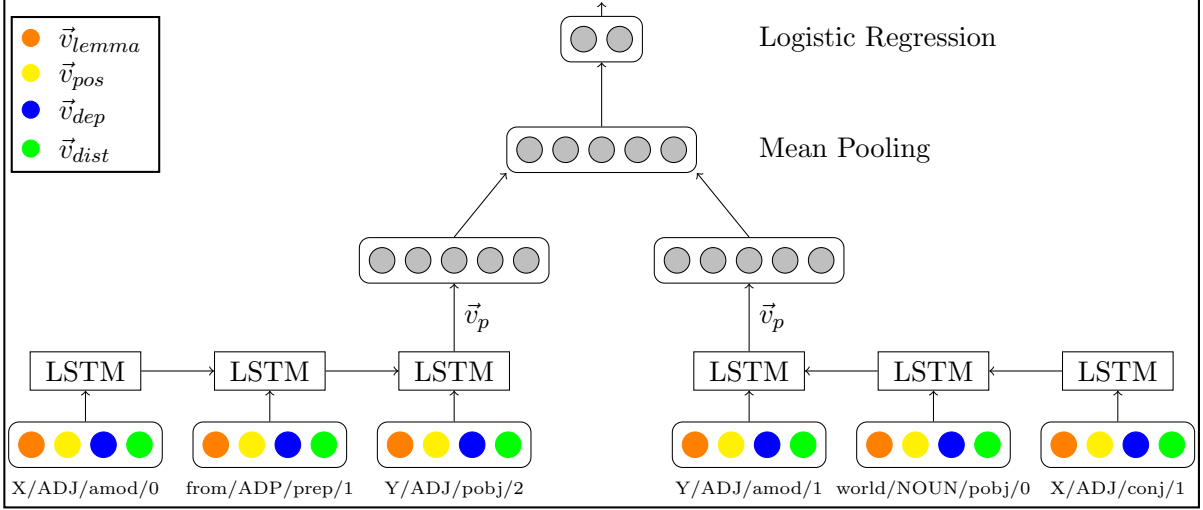 v⃗lemma
v⃗pos
v⃗dep
v⃗dist
Logistic Regression
Mean Pooling
v⃗p
v⃗p
LSTM
LSTM
LSTM
LSTM
LSTM
LSTM
X/ADJ/amod/0
from/ADP/prep/1
Y/ADJ/pobj/2
Y/ADJ/amod/1
world/NOUN/pobj/0
X/ADJ/conj/1